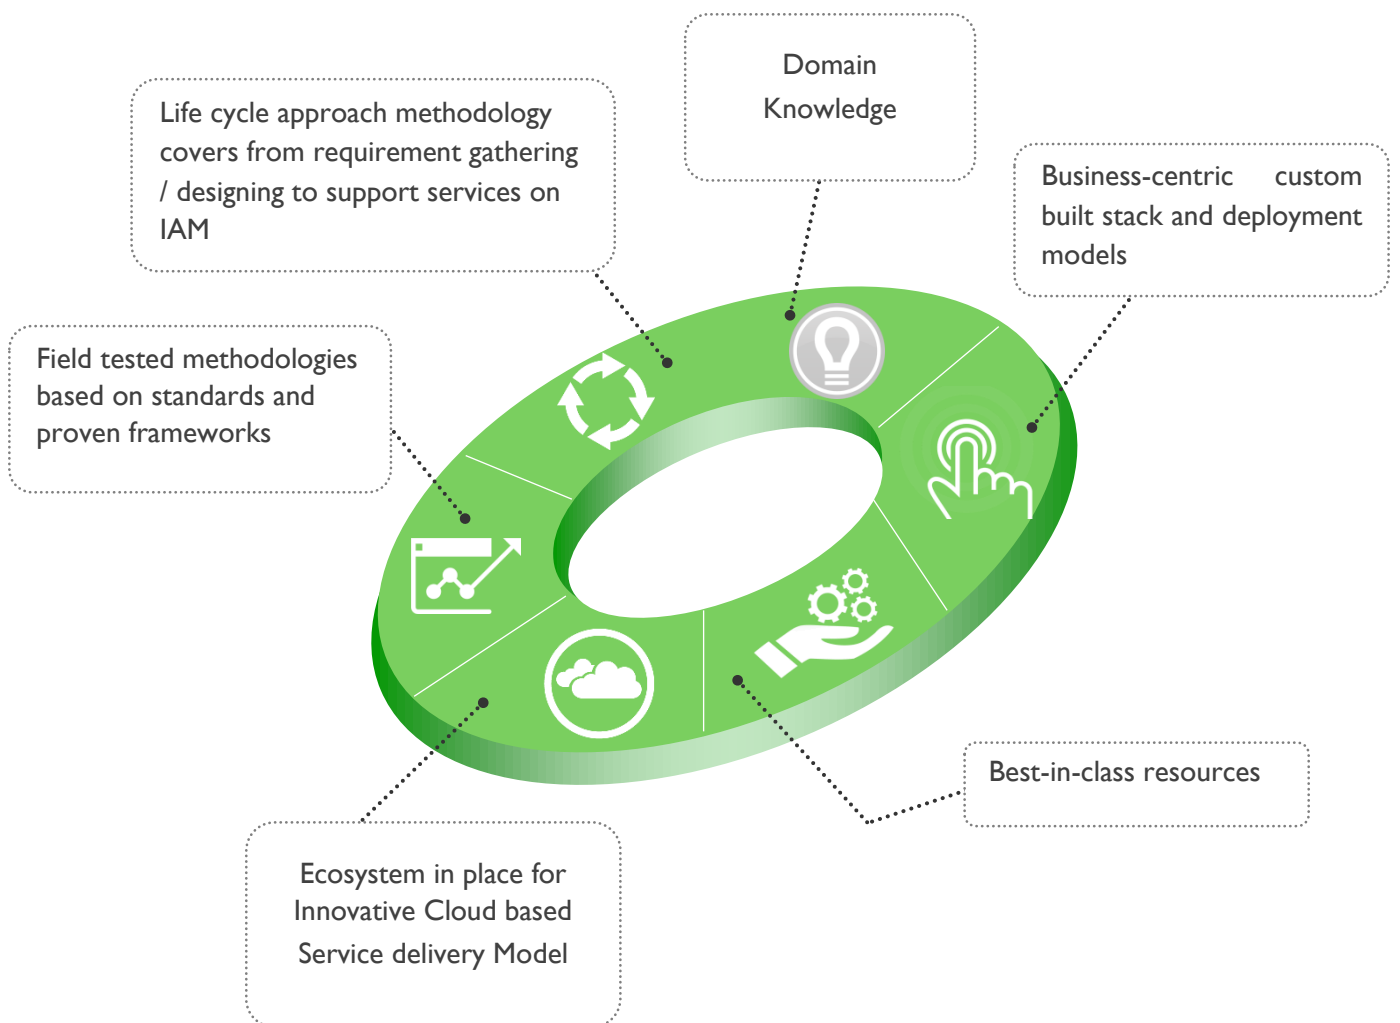 Domain
Knowledge
Life cycle approach methodology
covers from requirement gathering
/ designing to support services on
IAM
Business-centric custom
built stack and deployment
models
Field tested methodologies
based on standards and
proven frameworks
Best-in-class resources
Ecosystem in place for
Innovative Cloud based
Service delivery Model